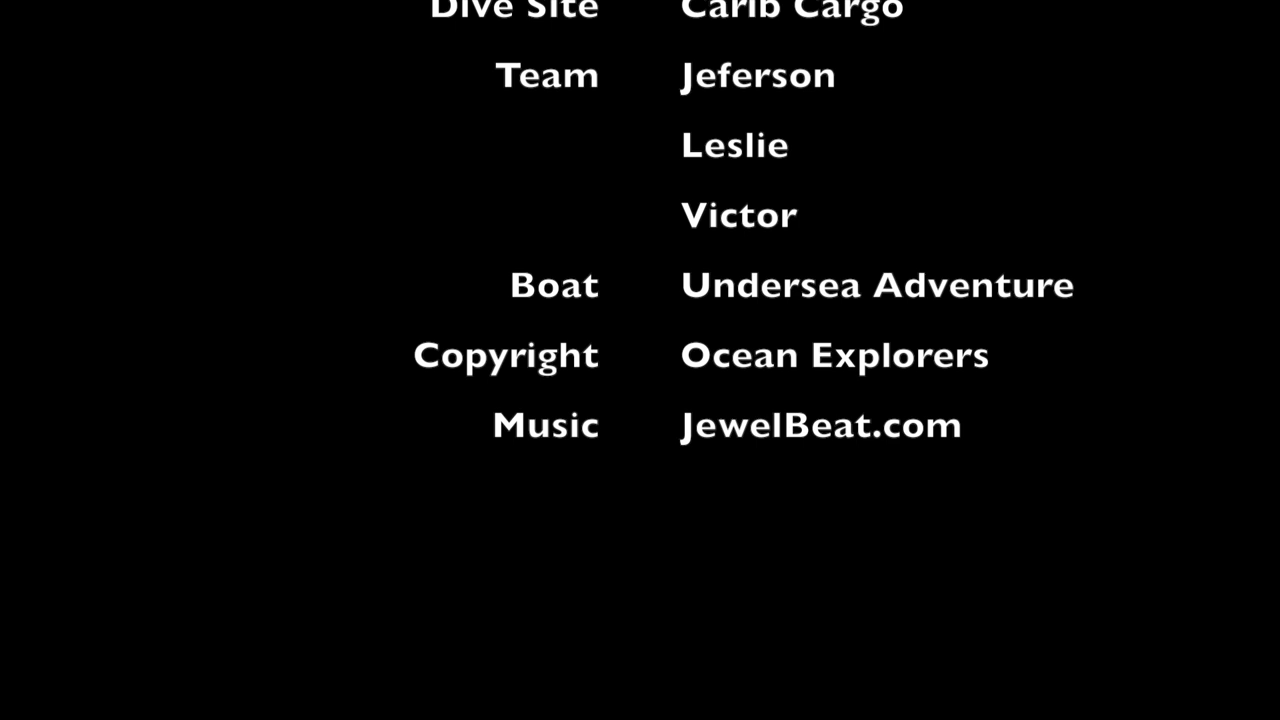 Dive Site Carib Cargo
Team Jeferson
Leslie
Victor
Boat Undersea Adventure
Copyright Ocean Explorers
Music JewelBeat.com